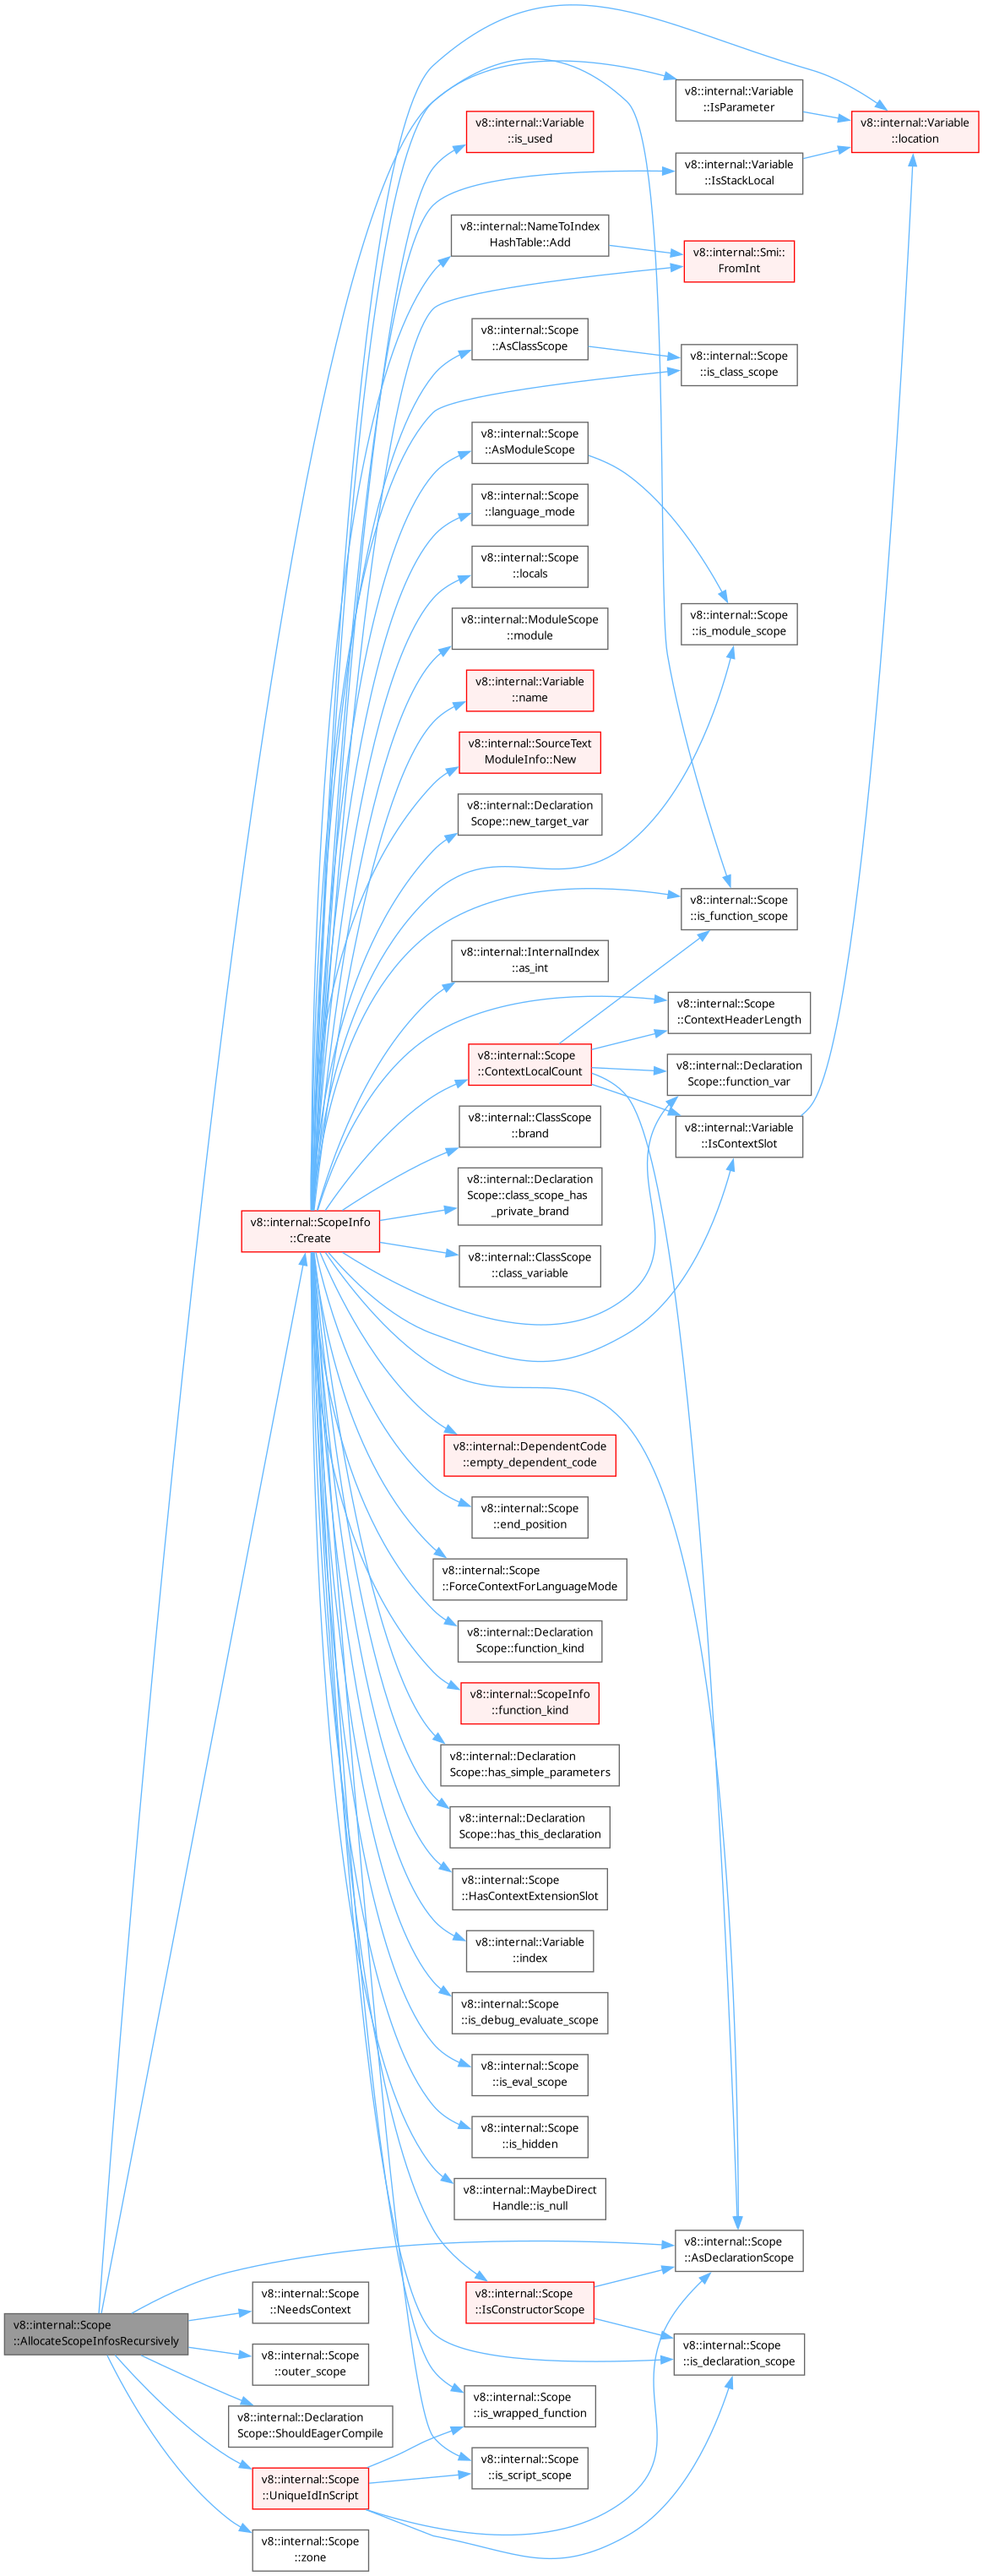 v8::internal::Variable
::IsParameter
v8::internal::Variable
::is_used
v8::internal::Variable
::location
v8::internal::Variable
::IsStackLocal
v8::internal::NameToIndex
HashTable::Add
v8::internal::Smi::
FromInt
v8::internal::Scope
::AsClassScope
v8::internal::Scope
::is_class_scope
v8::internal::Scope
::AsModuleScope
v8::internal::Scope
::language_mode
v8::internal::Scope
::locals
v8::internal::ModuleScope
::module
v8::internal::Scope
::is_module_scope
v8::internal::Variable
::name
v8::internal::SourceText
ModuleInfo::New
v8::internal::Declaration
Scope::new_target_var
v8::internal::Scope
::is_function_scope
v8::internal::InternalIndex
::as_int
v8::internal::Scope
::ContextHeaderLength
v8::internal::Scope
::ContextLocalCount
v8::internal::Declaration
Scope::function_var
v8::internal::ClassScope
::brand
v8::internal::Variable
::IsContextSlot
v8::internal::Declaration
Scope::class_scope_has
_private_brand
v8::internal::ScopeInfo
::Create
v8::internal::ClassScope
::class_variable
v8::internal::DependentCode
::empty_dependent_code
v8::internal::Scope
::end_position
v8::internal::Scope
::ForceContextForLanguageMode
v8::internal::Declaration
Scope::function_kind
v8::internal::ScopeInfo
::function_kind
v8::internal::Declaration
Scope::has_simple_parameters
v8::internal::Declaration
Scope::has_this_declaration
v8::internal::Scope
::HasContextExtensionSlot
v8::internal::Variable
::index
v8::internal::Scope
::is_debug_evaluate_scope
v8::internal::Scope
::is_eval_scope
v8::internal::Scope
::is_hidden
v8::internal::MaybeDirect
Handle::is_null
v8::internal::Scope
::AsDeclarationScope
v8::internal::Scope
::NeedsContext
v8::internal::Scope
::IsConstructorScope
v8::internal::Scope
::AllocateScopeInfosRecursively
v8::internal::Scope
::is_declaration_scope
v8::internal::Scope
::outer_scope
v8::internal::Scope
::is_wrapped_function
v8::internal::Declaration
Scope::ShouldEagerCompile
v8::internal::Scope
::is_script_scope
v8::internal::Scope
::UniqueIdInScript
v8::internal::Scope
::zone